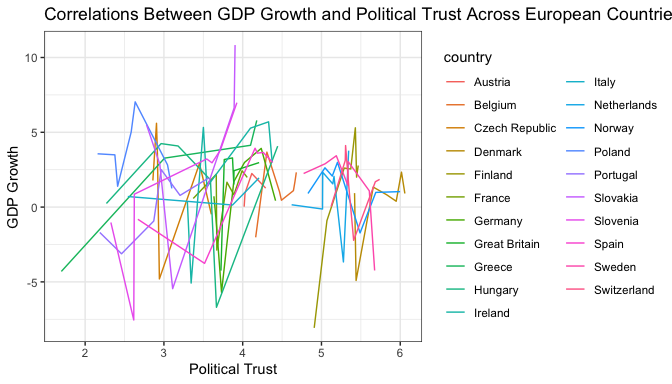 Correlations Between GDP Growth and Political Trust Across European Countrie
GDP Growth
10
5
0
-5
2
3
4
5
6
Political Trust
country
Austria
Belgium
Czech Republic
Denmark
Finland
France
Germany
Great Britain
Greece
Hungary
Ireland
Italy
Netherlands
Norway
Poland
Portugal
Slovakia
Slovenia
Spain
Sweden
Switzerland